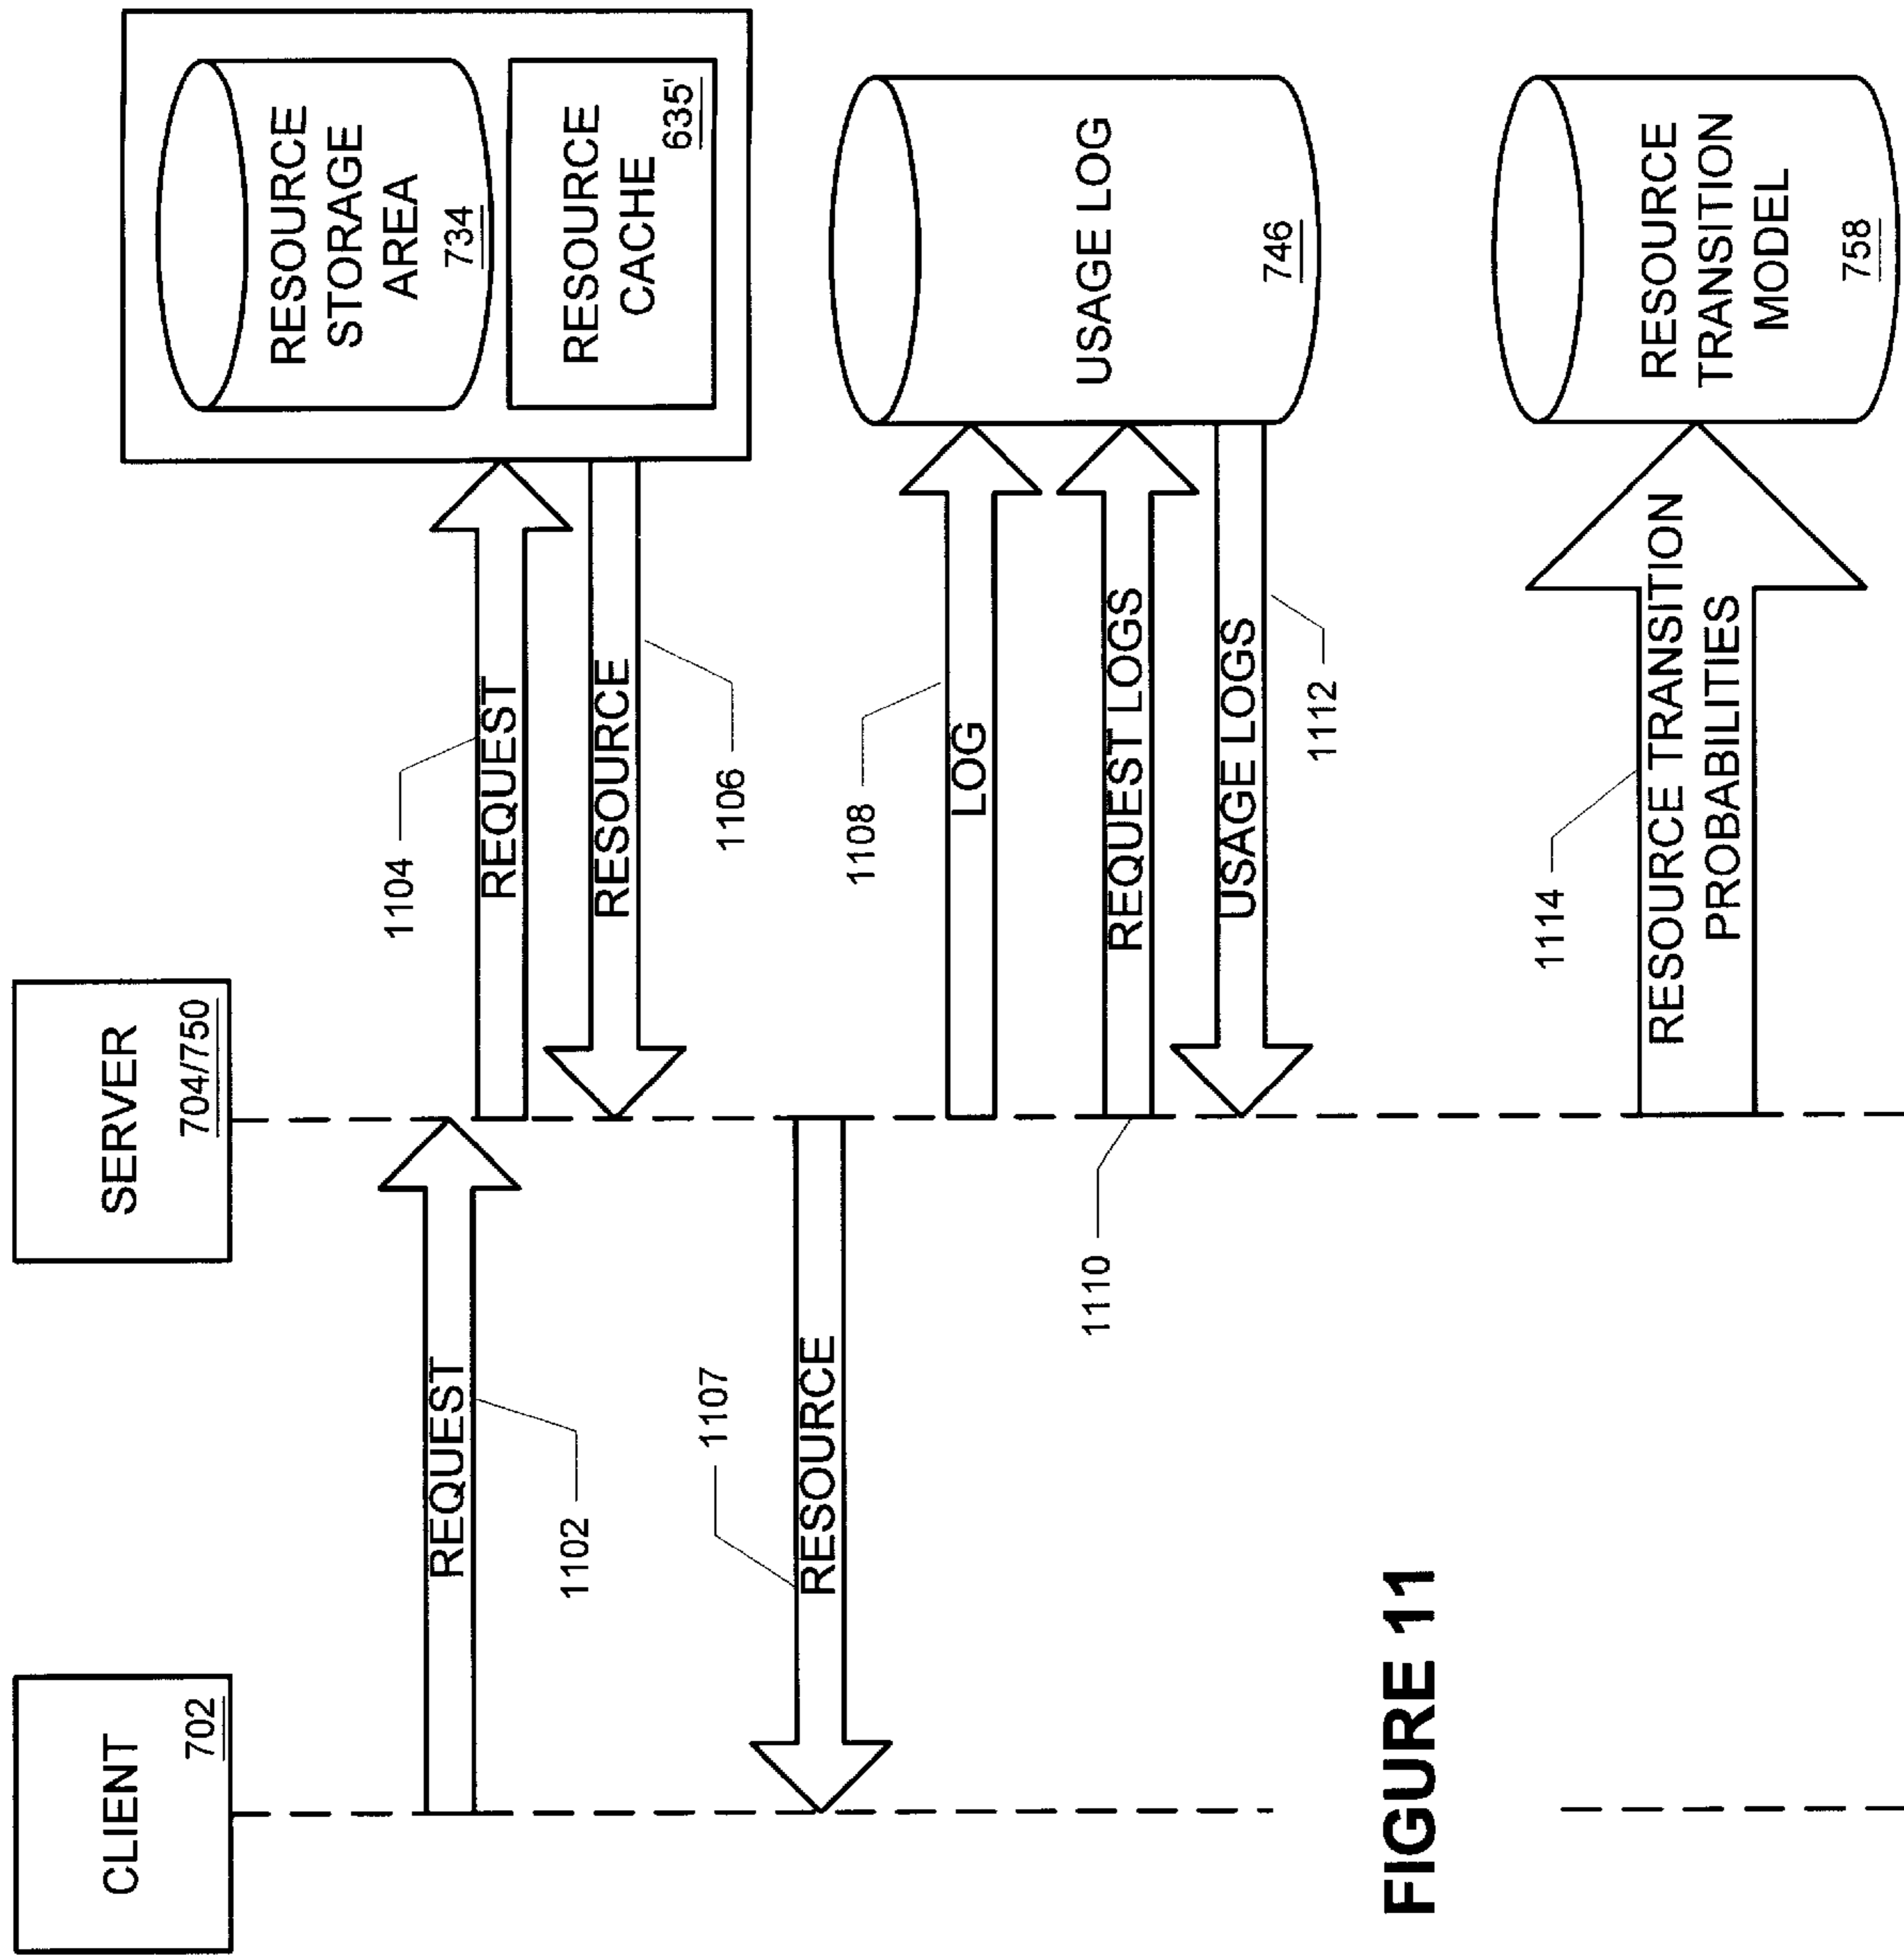 CLIENT
702
SERVER
704/750
RESOURCE
STORAGE
AREA
734
RESOURCE
CACHE
635'
REQUEST
1102
1104
REQUEST
RESOURCE
1106
1107
RESOURCE
1108
LOG
REQUEST LOGS
1110
USAGE LOGS
1112
USAGE LOG
746
1114
RESOURCE TRANSITION
PROBABILITIES
RESOURCE
TRANSITION
MODEL
758
FIGURE 11